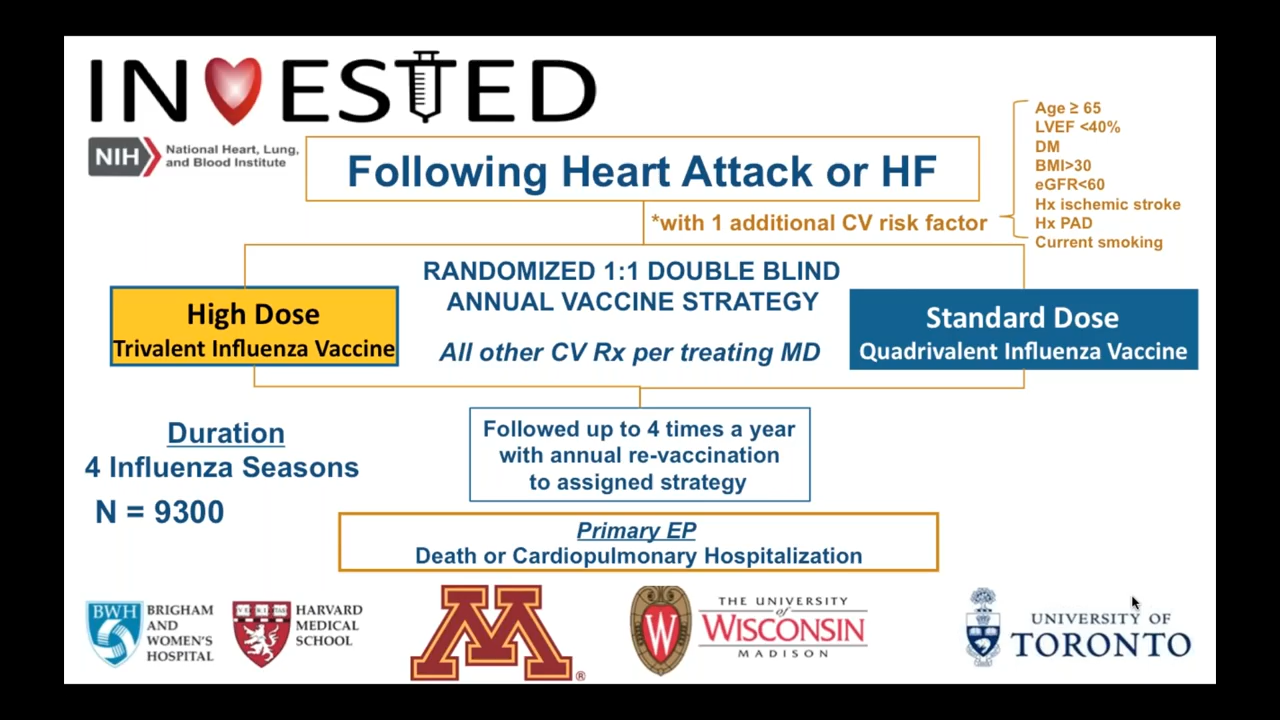 INVESTED
NIH National Heart, Lung,
and Blood Institute
Following Heart Attack or HF
*with 1 additional CV risk factor
Age ≥ 65
LVEF <40%
DM
BMI>30
eGFR<60
Hx ischemic stroke
Hx PAD
Current smoking
RANDOMIZED 1:1 DOUBLE BLIND
ANNUAL VACCINE STRATEGY
All other CV Rx per treating MD
High Dose
Trivalent Influenza Vaccine
Standard Dose
Quadrivalent Influenza Vaccine
Duration
4 Influenza Seasons
N = 9300
Followed up to 4 times a year
with annual re-vaccination
to assigned strategy
Primary EP
Death or Cardiopulmonary Hospitalization
BWH
BRIGHAM
AND
WOMEN'S
HOSPITAL
HARVARD
MEDICAL
SCHOOL
M®
W
THE UNIVERSITY
of
WISCONSIN
MADISON
UNIVERSITY OF
TORONTO